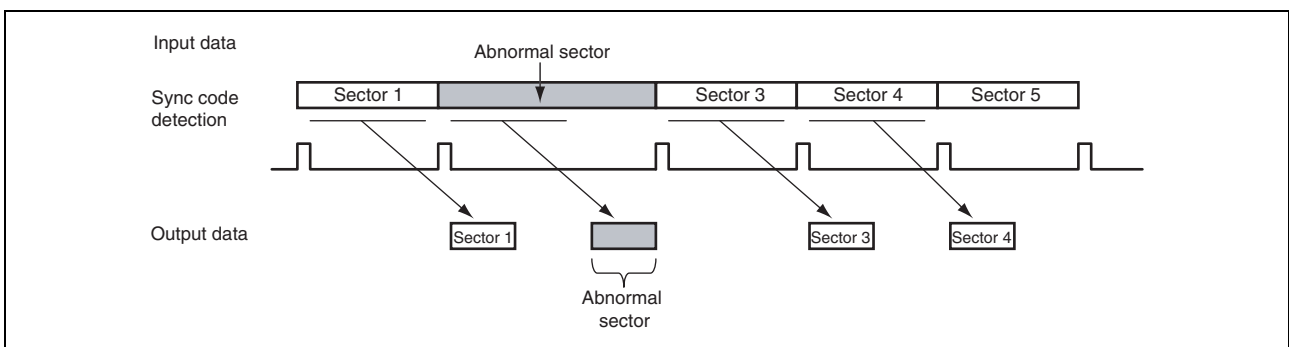 Input data
Abnormal sector
Sync code
detection
Sector 1
Sector 3
Sector 4
Sector 5
Output data
Sector 1
Sector 3
Sector 4
Abnormal
sector